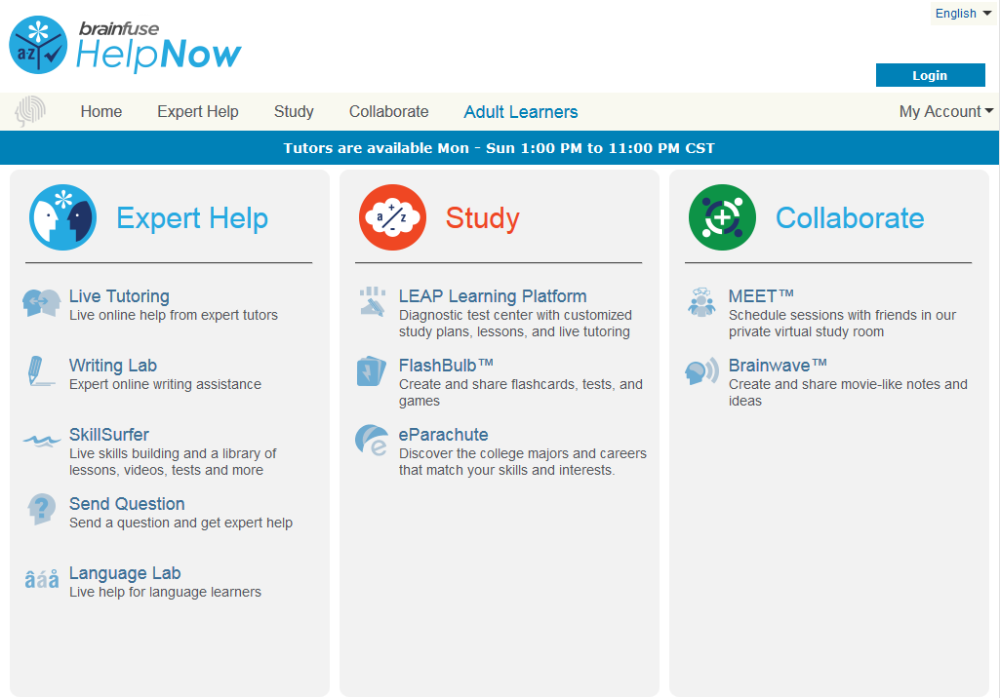 English
brainfuse
HelpNow
az
Login
Home Expert Help Study Collaborate Adult Learners My Account
Tutors are available Mon - Sun 1:00 PM to 11:00 PM CST
Expert Help
Live Tutoring
Live online help from expert tutors
Writing Lab
Expert online writing assistance
SkillSurfer
Live skills building and a library of
lessons, videos, tests and more
Send Question
Send a question and get expert help
âáå
Language Lab
Live help for language learners
a + / - z
Study
LEAP Learning Platform
Diagnostic test center with customized
study plans, lessons, and live tutoring
FlashBulb™
Create and share flashcards, tests, and
games
eParachute
Discover the college majors and careers
that match your skills and interests.
Collaborate
MEET™
Schedule sessions with friends in our
private virtual study room
Brainwave™
Create and share movie-like notes and
ideas